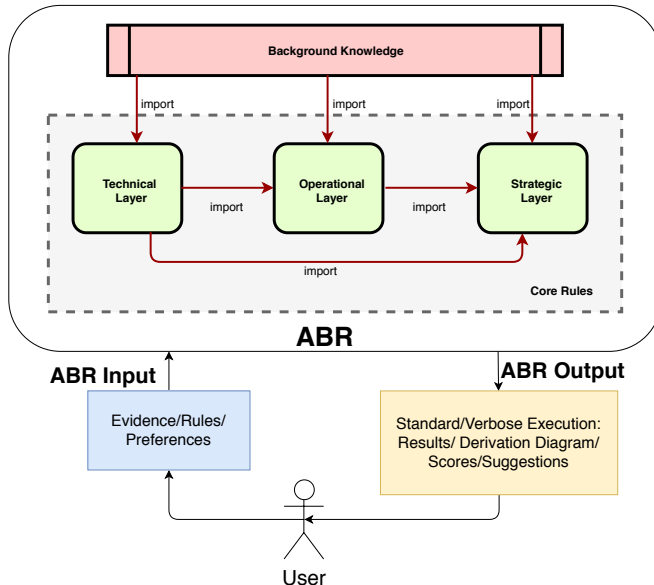 Background Knowledge
import
import
import
Technical
Layer
Operational
Layer
Strategic
Layer
import
import
import
Core Rules
ABR
ABR Input
ABR Output
Evidence/Rules/
Preferences
Standard/Verbose Execution:
Results/ Derivation Diagram/
Scores/Suggestions
User